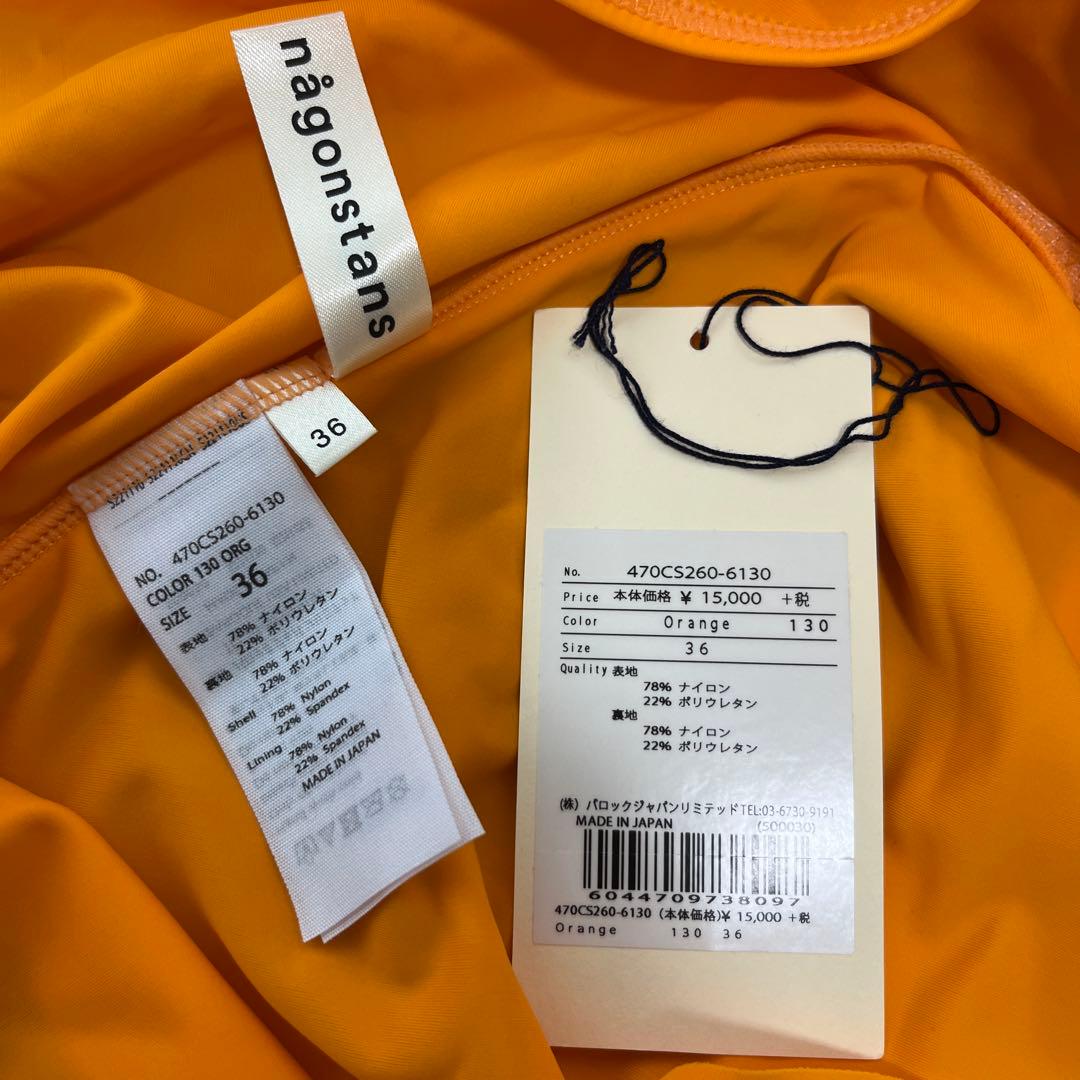 någonstans
36
NO. 470CS260-6130
COLOR 130 ORG
SIZE 36
表地 78% ナイロン
22% ポリウレタン
裏地 78% ナイロン
22% ポリウレタン
Shell 78% Nylon
22% Spandex
Lining 78% Nylon
22% Spandex
MADE IN JAPAN
No. 470CS260-6130
Price 本体価格 ¥ 15,000 +税
Color Orange 130
Size 36
Quality 表地
78% ナイロン
22% ポリウレタン
裏地
78% ナイロン
22% ポリウレタン
(株) バロックジャパンリミテッドTEL:03-6730-9191
MADE IN JAPAN (500030)
6044709738097
470CS260-6130 (本体価格)¥ 15,000 +税
Orange 130 36